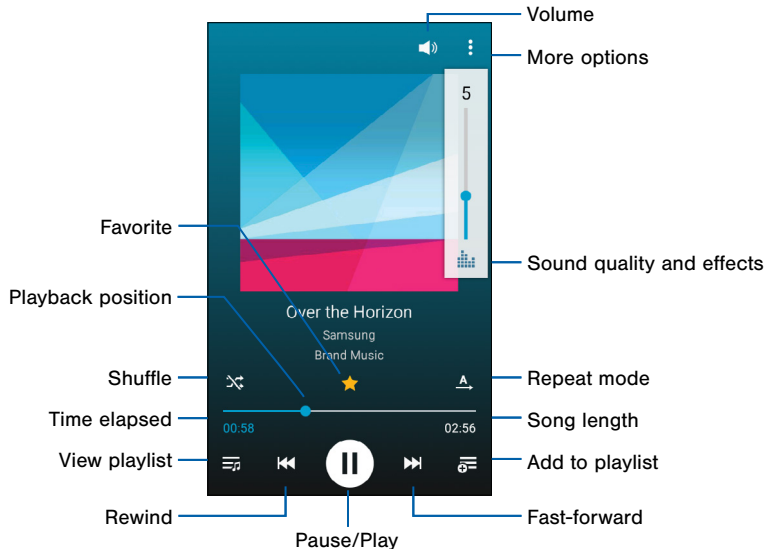 Volume
More options
5
Favorite
Sound quality and effects
Playback position
Over the Horizon
Samsung
Brand Music
Shuffle
A
Repeat mode
Time elapsed
00:58
02:56
Song length
View playlist
Add to playlist
Rewind
Pause/Play
Fast-forward